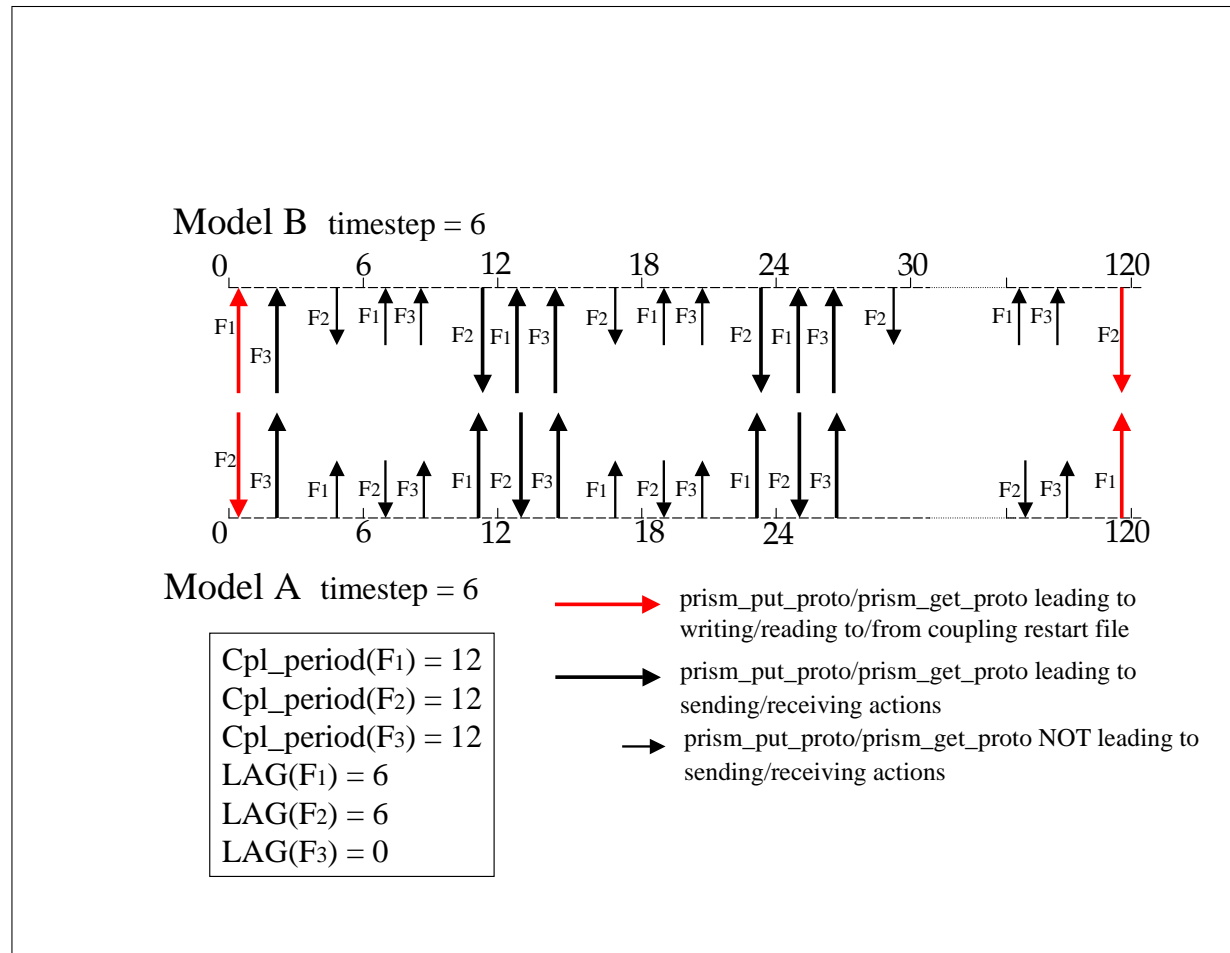 Model B timestep = 6
0 6 12 18 24 30 120
F1 F3 F2 F1 F3 F2 F1 F3 F2 F1 F3 F2 F1 F3 F2 F1 F3 F2
F2 F3 F1 F2 F3 F1 F2 F3 F1 F2 F3 F1 F2 F3 F2 F3 F1
0 6 12 18 24 120
Model A timestep = 6
prism_put_proto/prism_get_proto leading to
writing/reading to/from coupling restart file
prism_put_proto/prism_get_proto leading to
sending/receiving actions
prism_put_proto/prism_get_proto NOT leading to
sending/receiving actions
Cpl_period(F1) = 12
Cpl_period(F2) = 12
Cpl_period(F3) = 12
LAG(F1) = 6
LAG(F2) = 6
LAG(F3) = 0